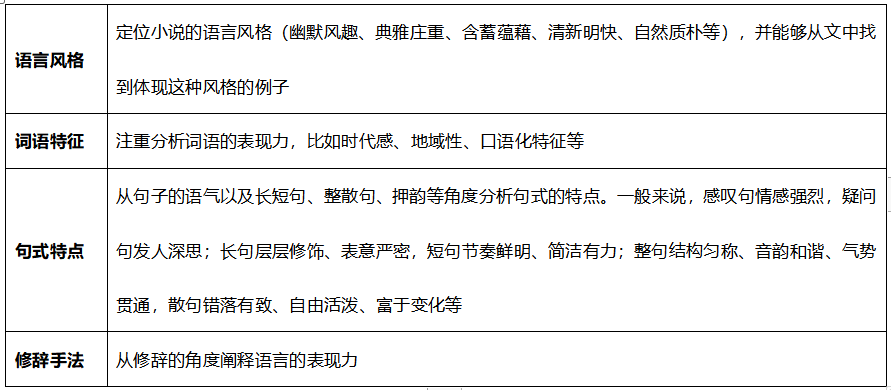 语言风格
定位小说的语言风格（幽默风趣、典雅庄重、含蓄蕴藉、清新明快、自然质朴等），并能够从文中找
到体现这种风格的例子
词语特征
注重分析词语的表现力，比如时代感、地域性、口语化特征等
句式特点
从句子的语气以及长短句、整散句、押韵等角度分析句式的特点。一般来说，感叹句情感强烈，疑问
句发人深思；长句层层修饰、表意严密，短句节奏鲜明、简洁有力；整句结构匀称、音韵和谐、气势
贯通，散句错落有致、自由活泼、富于变化等
修辞手法
从修辞的角度阐释语言的表现力